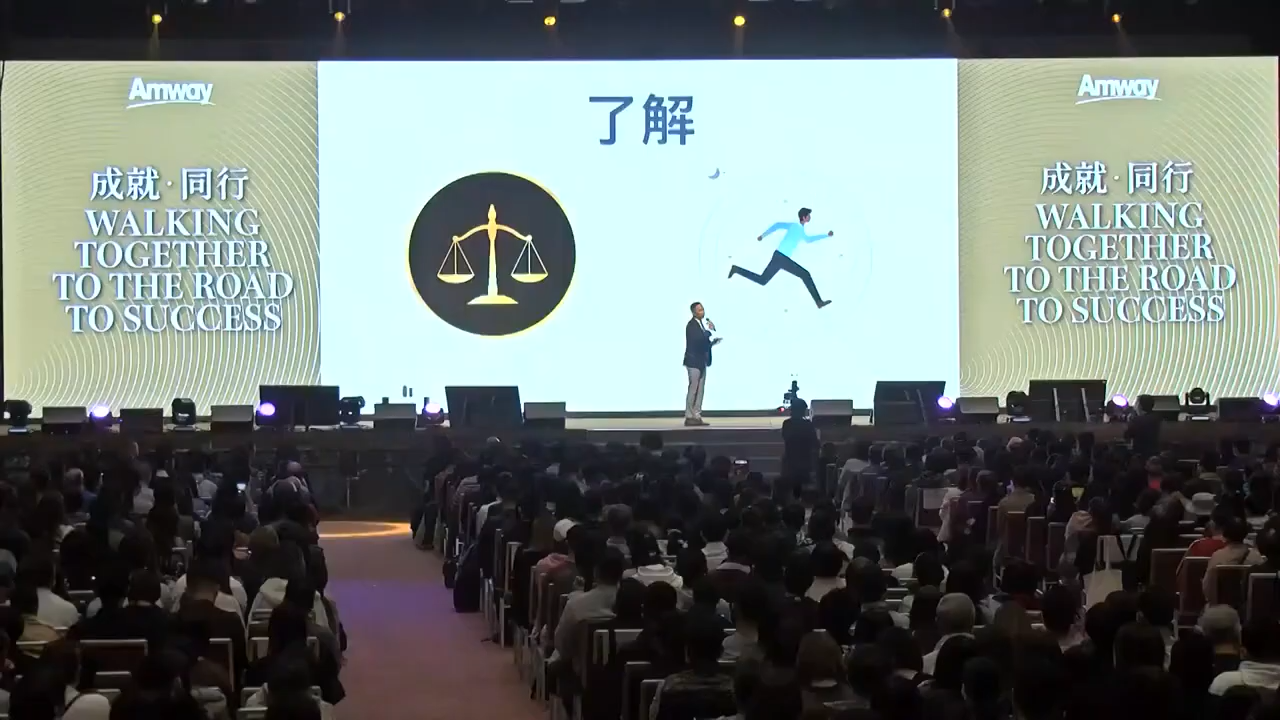 Amway
成就·同行
WALKING
TOGETHER
TO THE ROAD
TO SUCCESS
了解
Amway
成就·同行
WALKING
TOGETHER
TO THE ROAD
TO SUCCESS